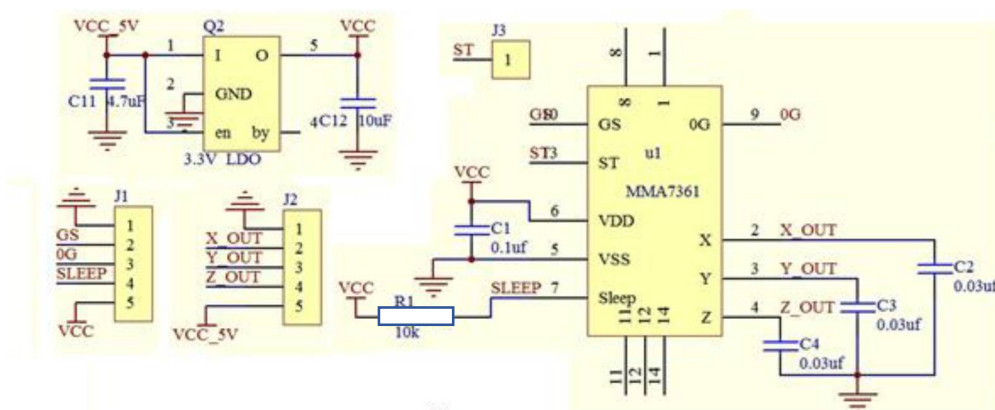 VCC_5V
Q2
VCC
1
I
O
5
C11
4.7uF
2
GND
C12
10uF
3
en
by
4
3.3V LDO
J3
ST
1
8
1
8
1
GS
10
GS
0G
9
0G
ST
13
ST
u1
MMA7361
VCC
6
VDD
C1
0.1uf
5
VSS
X
2
X_OUT
C2
0.03uf
Y
3
Y_OUT
C3
0.03uf
VCC
R1
10k
SLEEP
7
Sleep
Z
4
Z_OUT
C4
0.03uf
11
12
14
11
12
14
J1
1
GS
2
0G
3
SLEEP
4
5
VCC
J2
1
X_OUT
2
Y_OUT
3
Z_OUT
4
5
VCC_5V